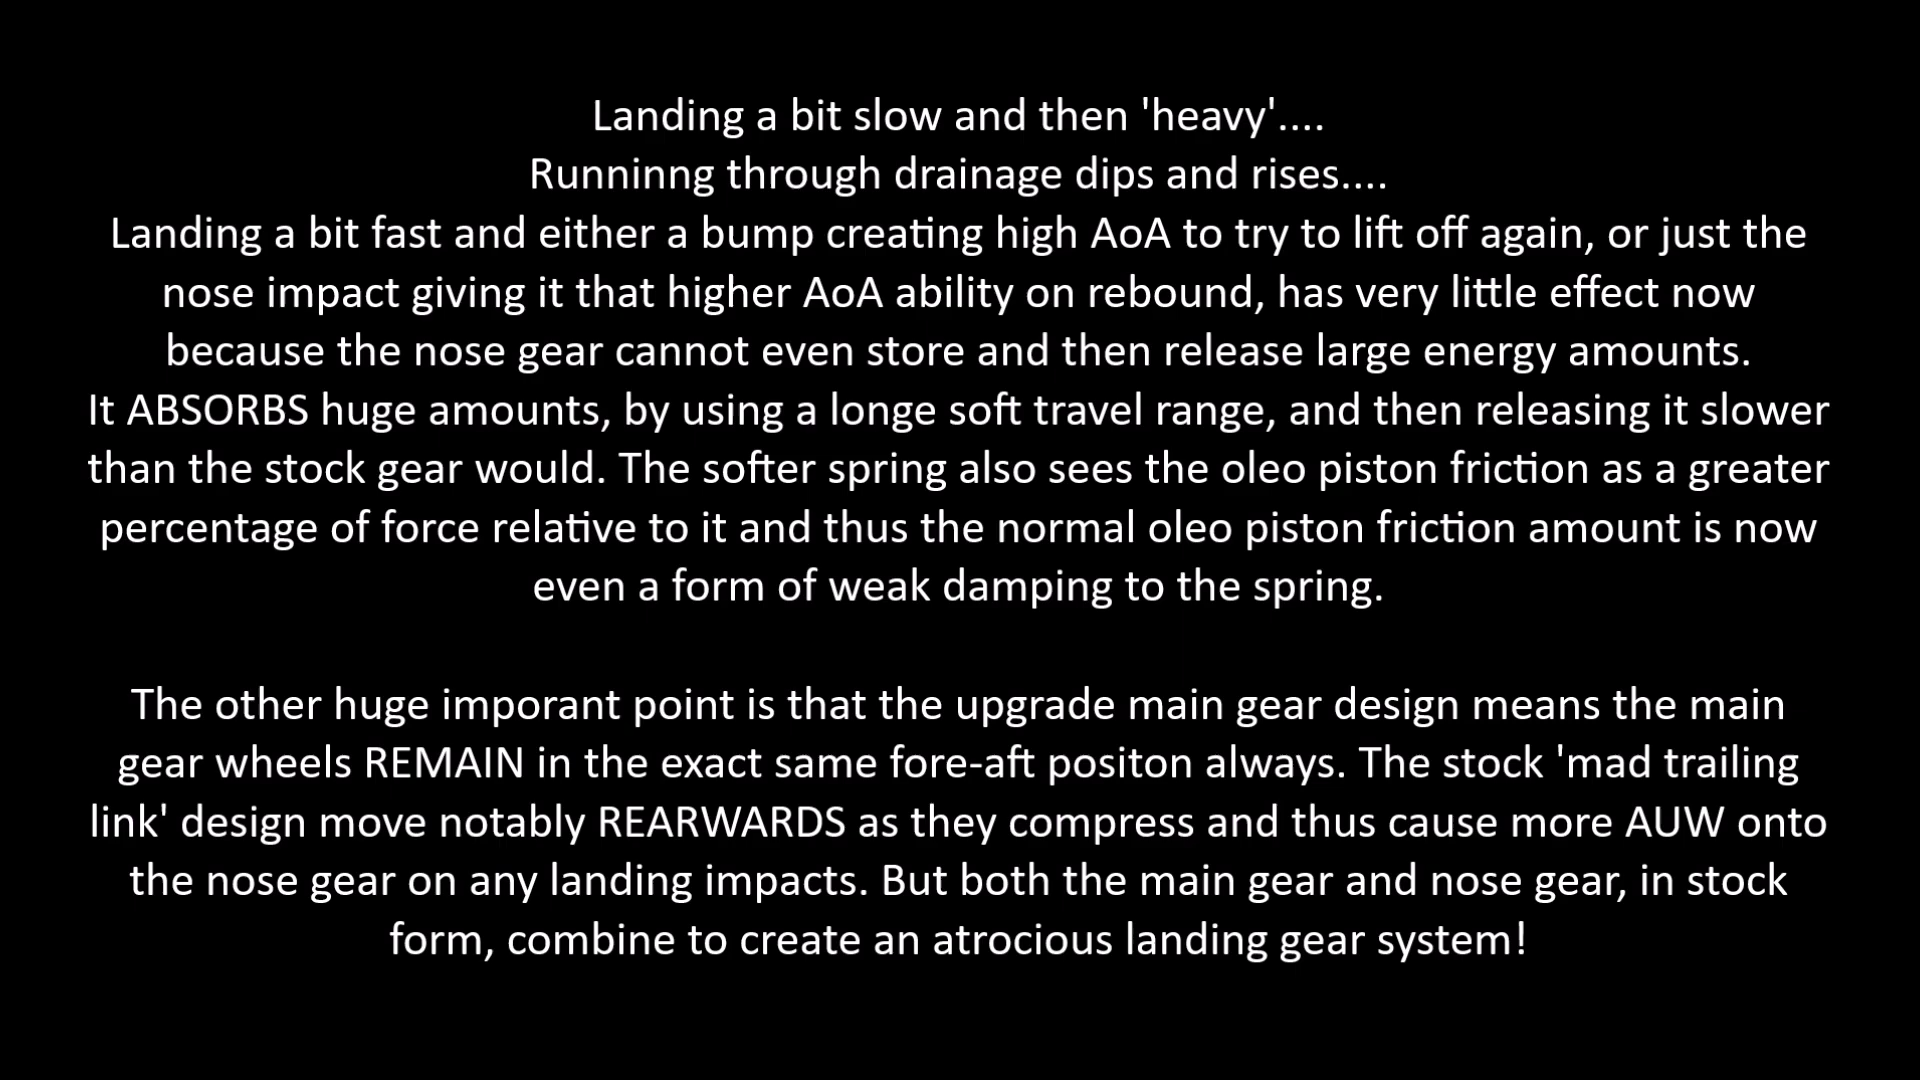 Landing a bit slow and then 'heavy'....
Runninng through drainage dips and rises....
Landing a bit fast and either a bump creating high AoA to try to lift off again, or just the
nose impact giving it that higher AoA ability on rebound, has very little effect now
because the nose gear cannot even store and then release large energy amounts.
It ABSORBS huge amounts, by using a longe soft travel range, and then releasing it slower
than the stock gear would. The softer spring also sees the oleo piston friction as a greater
percentage of force relative to it and thus the normal oleo piston friction amount is now
even a form of weak damping to the spring.
The other huge imporant point is that the upgrade main gear design means the main
gear wheels REMAIN in the exact same fore-aft positon always. The stock 'mad trailing
link' design move notably REARWARDS as they compress and thus cause more AUW onto
the nose gear on any landing impacts. But both the main gear and nose gear, in stock
form, combine to create an atrocious landing gear system!